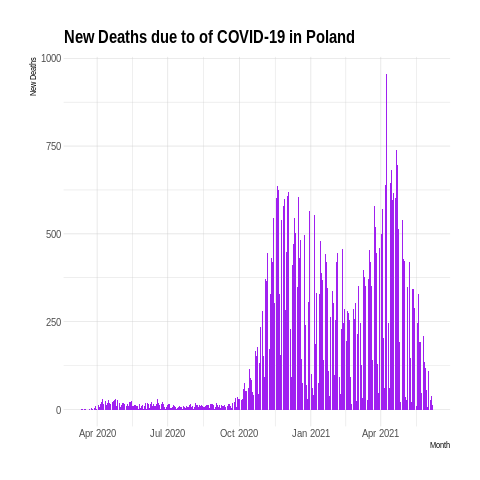 New Deaths due to of COVID-19 in Poland
New Deaths
1000
750
500
250
0
Apr 2020 Jul 2020 Oct 2020 Jan 2021 Apr 2021
Month